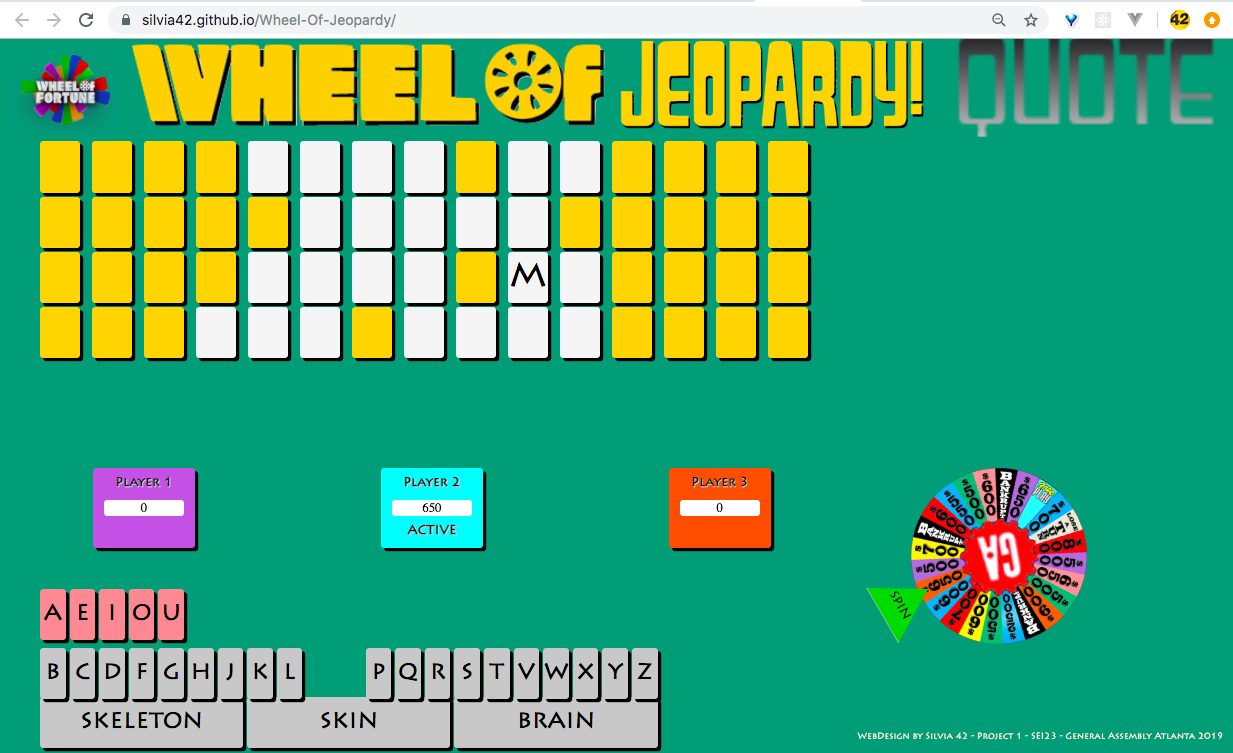 silvia42.github.io/Wheel-Of-Jeopardy/
42
WHEEL OF FORTUNE
WHEEL OF JEOPARDY!
QUOTE
M
Player 1
0
Player 2
650
ACTIVE
Player 3
0
GA
SPIN
A E I O U
B C D F G H J K L P Q R S T V W X Y Z
SKELETON SKIN BRAIN
WebDesign by Silvia 42 - Project 1 - SEI23 - General Assembly Atlanta 2019